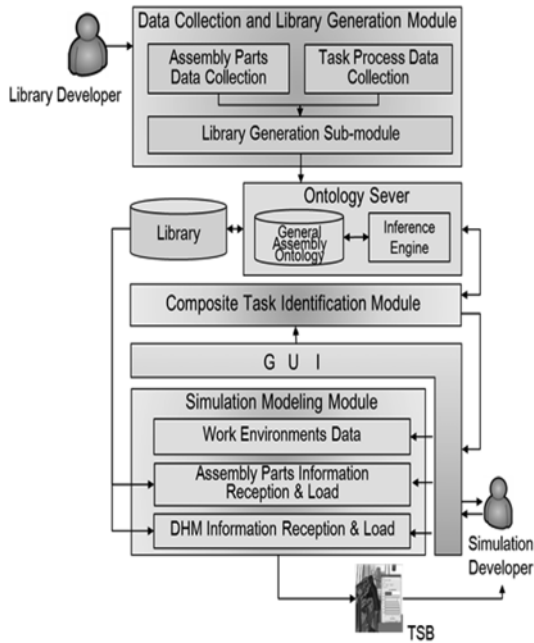 Data Collection and Library Generation Module
Assembly Parts
Data Collection
Task Process Data
Collection
Library Developer
Library Generation Sub-module
Ontology Sever
Library
General
Assembly
Ontology
Inference
Engine
Composite Task Identification Module
G U I
Simulation Modeling Module
Work Environments Data
Assembly Parts Information
Reception & Load
DHM Information Reception & Load
Simulation
Developer
TSB